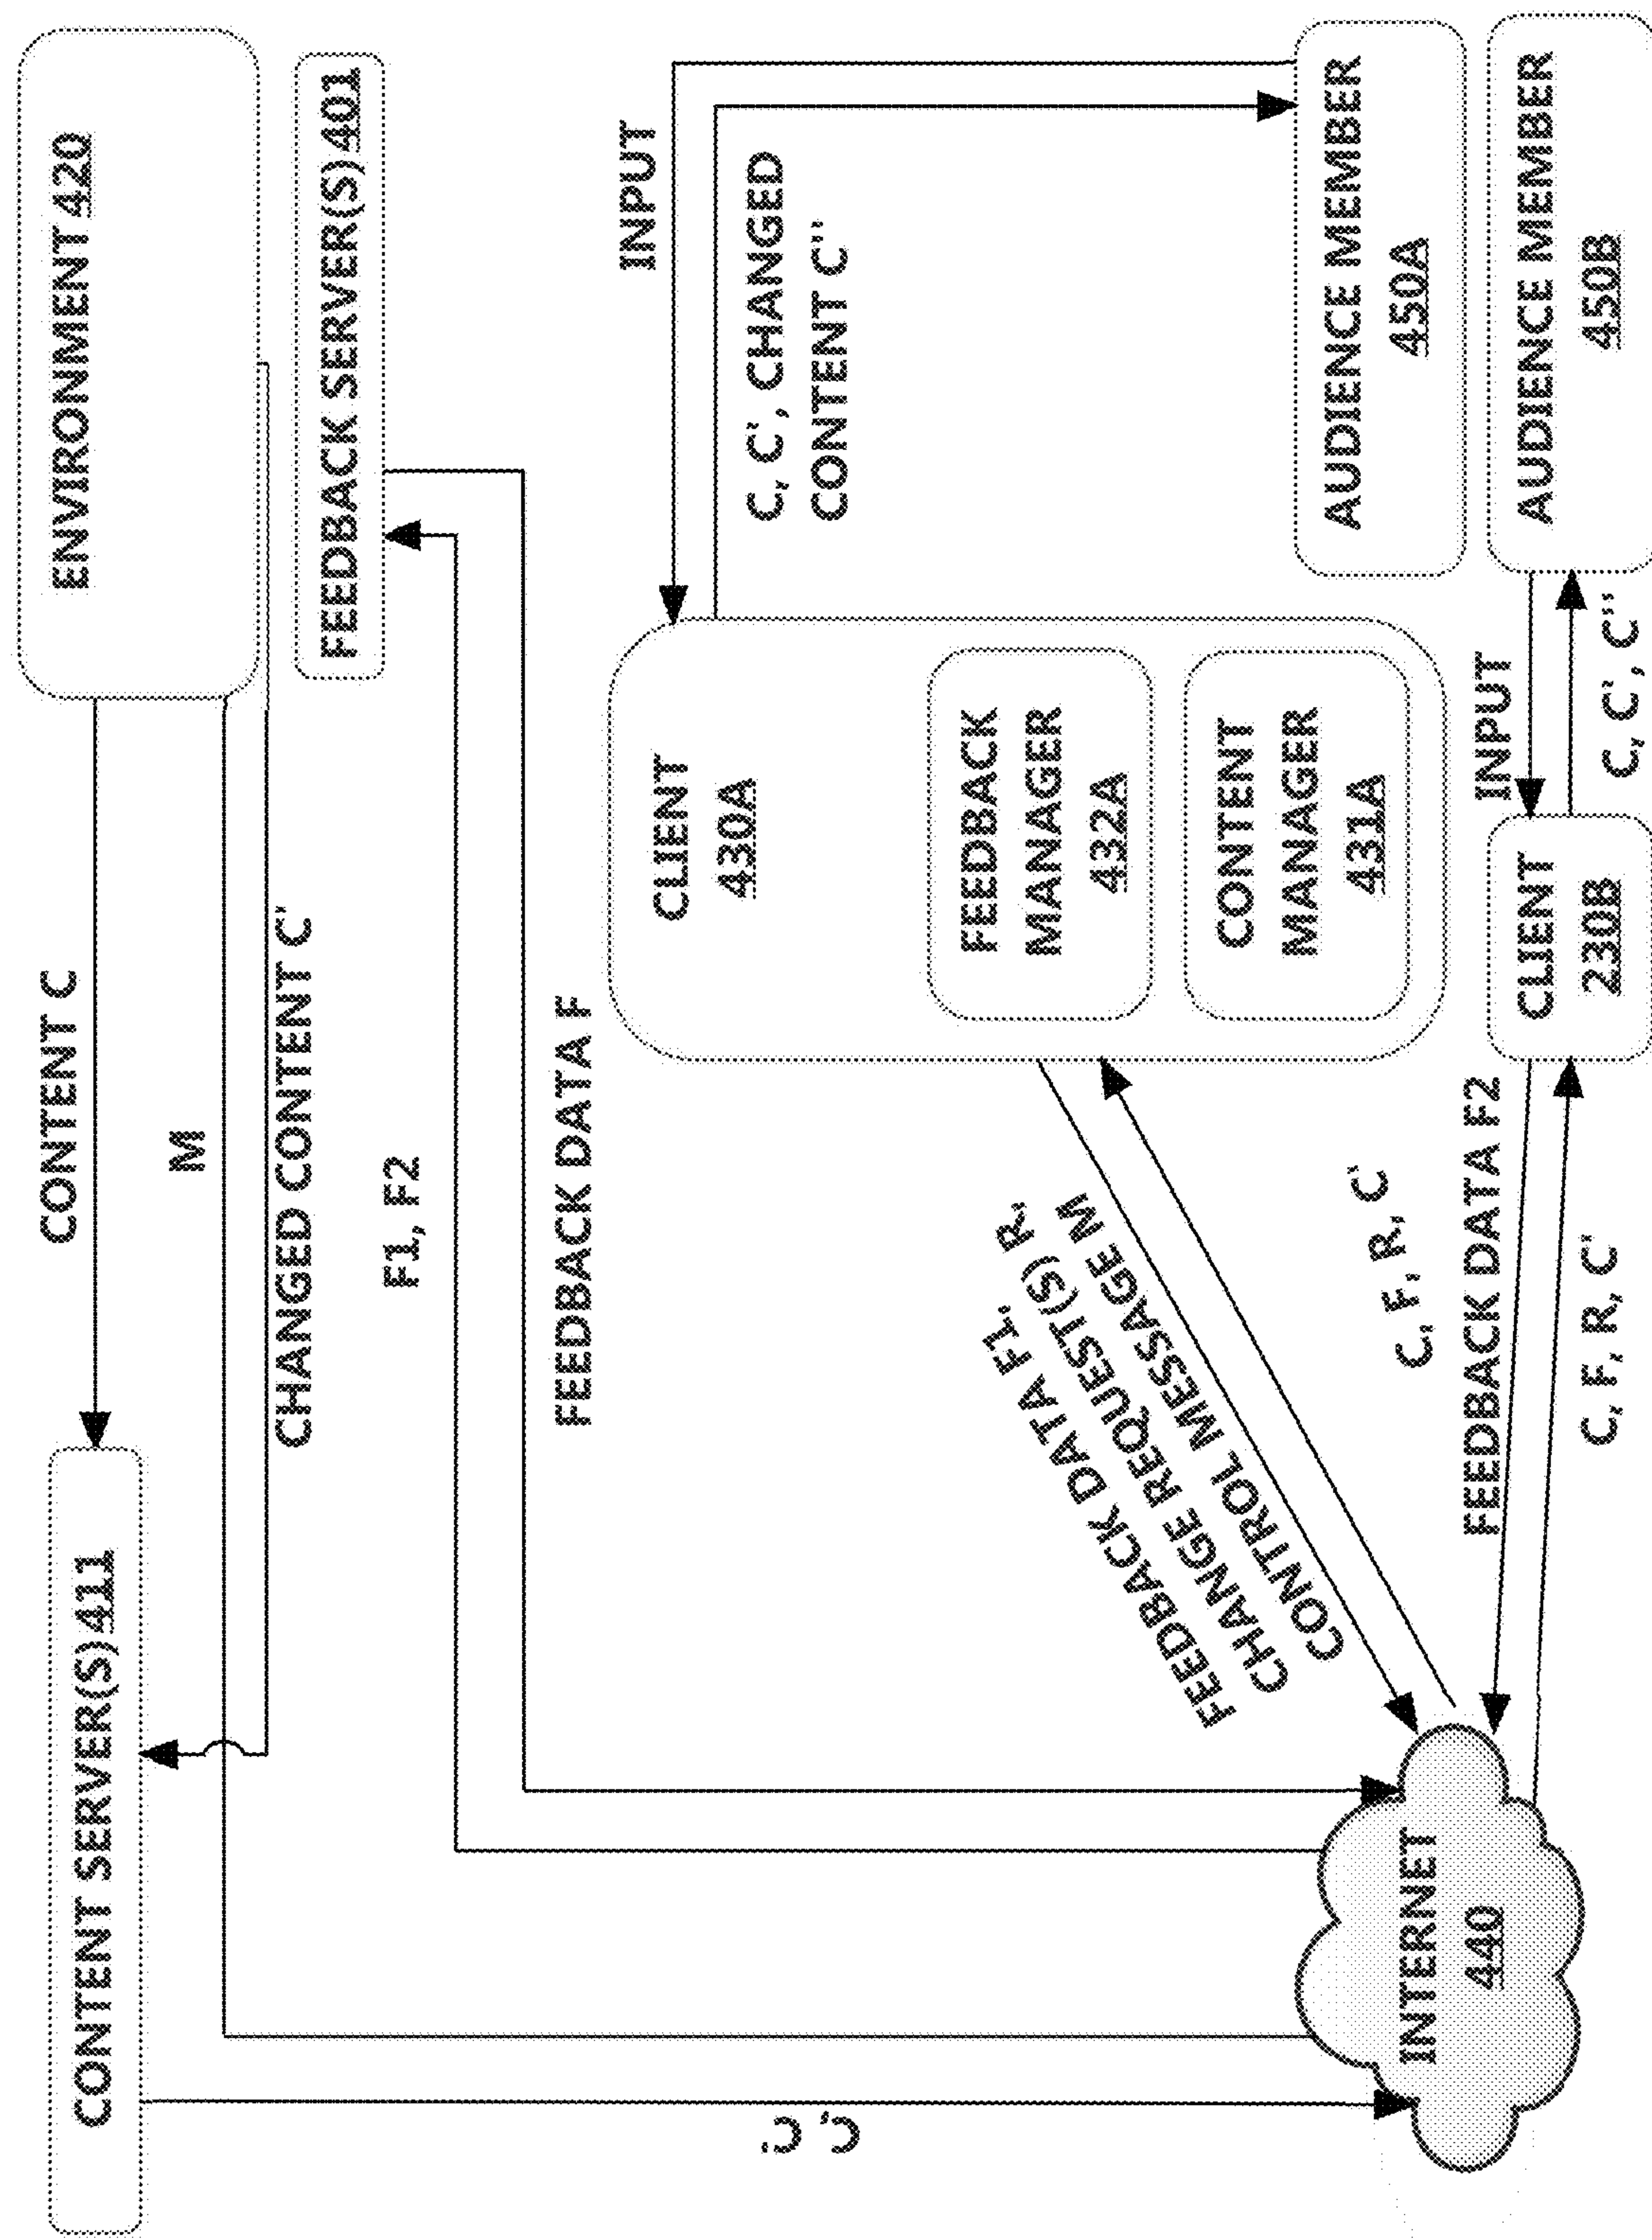 CONTENT SERVER(S) 411
CONTENT C
ENVIRONMENT 420
M
CHANGED CONTENT C'
FEEDBACK SERVER(S) 401
F1, F2
FEEDBACK DATA F
C, C'
INPUT
C, C', CHANGED
CONTENT C''
CLIENT
430A
FEEDBACK
MANAGER
432A
CONTENT
MANAGER
431A
FEEDBACK DATA F1,
CHANGE REQUEST(S) R,
CONTROL MESSAGE M
C, F, R, C'
AUDIENCE MEMBER
450A
INTERNET
440
FEEDBACK DATA F2
C, F, R, C'
CLIENT
230B
INPUT
C, C', C''
AUDIENCE MEMBER
450B